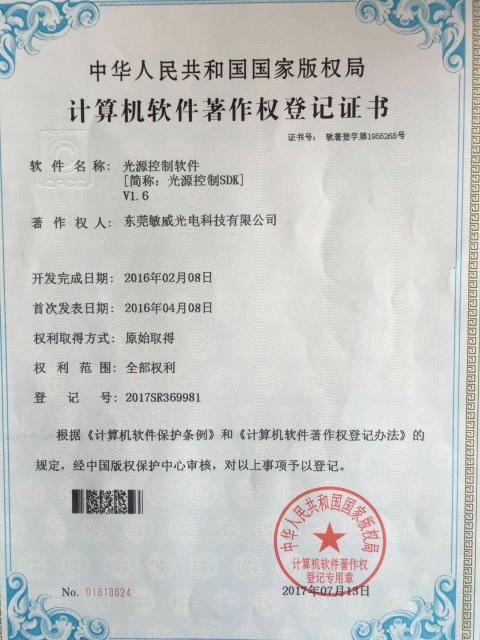 中华人民共和国国家版权局
计算机软件著作权登记证书
证书号： 软著登字第1955265号
软件名称： 光源控制软件
[简称：光源控制SDK]
V1.6
著作权人： 东莞敏威光电科技有限公司
开发完成日期： 2016年02月08日
首次发表日期： 2016年04月08日
权利取得方式： 原始取得
权利范围： 全部权利
登记号： 2017SR369981
根据《计算机软件保护条例》和《计算机软件著作权登记办法》的
规定，经中国版权保护中心审核，对以上事项予以登记。
中华人民共和国国家版权局
计算机软件著作权
登记专用章
No. 01813624
2017年07月13日